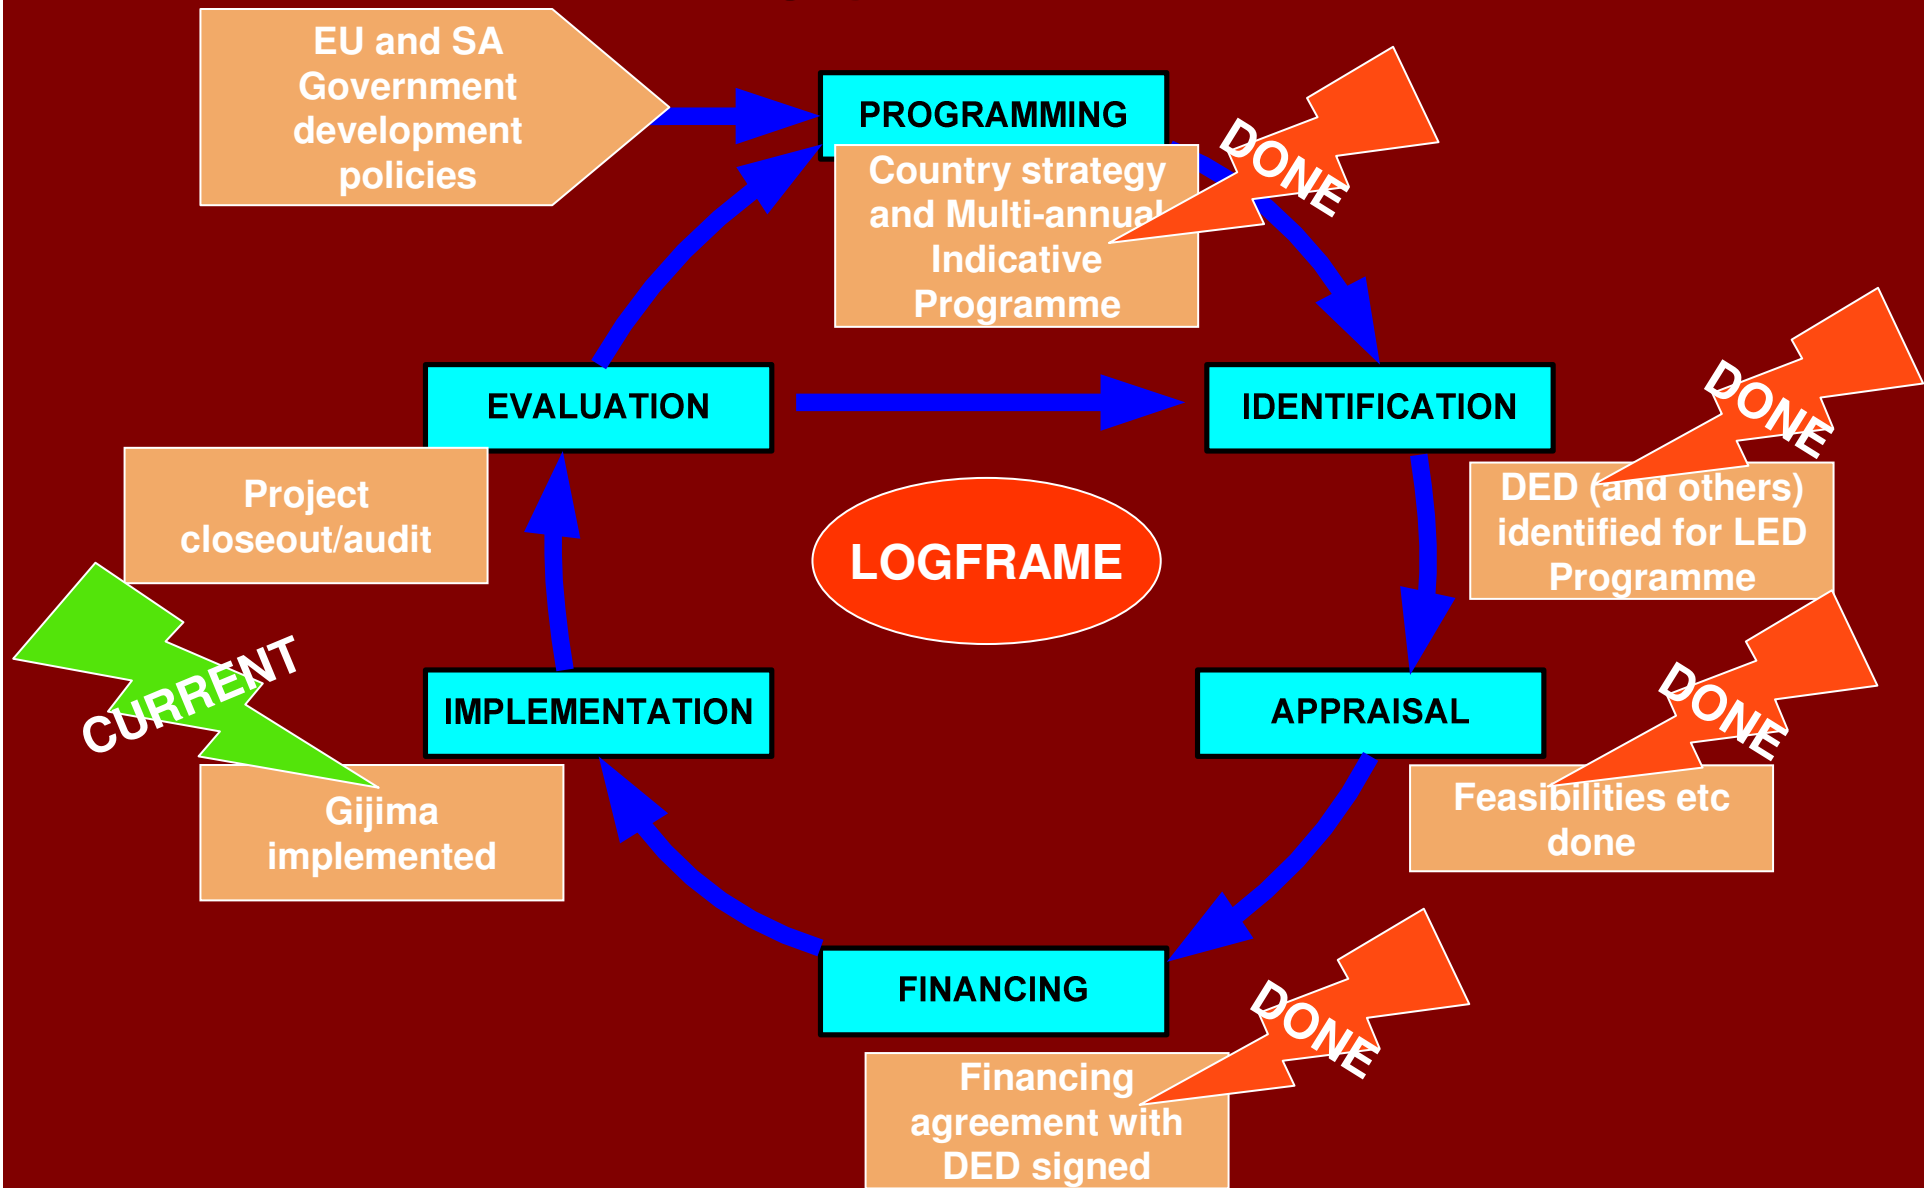 EU and SA
Government
development
policies
PROGRAMMING
DONE
Country strategy
and Multi-annual
Indicative
Programme
EVALUATION
IDENTIFICATION
DONE
Project
closeout/audit
DED (and others)
identified for LED
Programme
LOGFRAME
CURRENT
IMPLEMENTATION
APPRAISAL
DONE
Gijima
implemented
Feasibilities etc
done
FINANCING
DONE
Financing
agreement with
DED signed